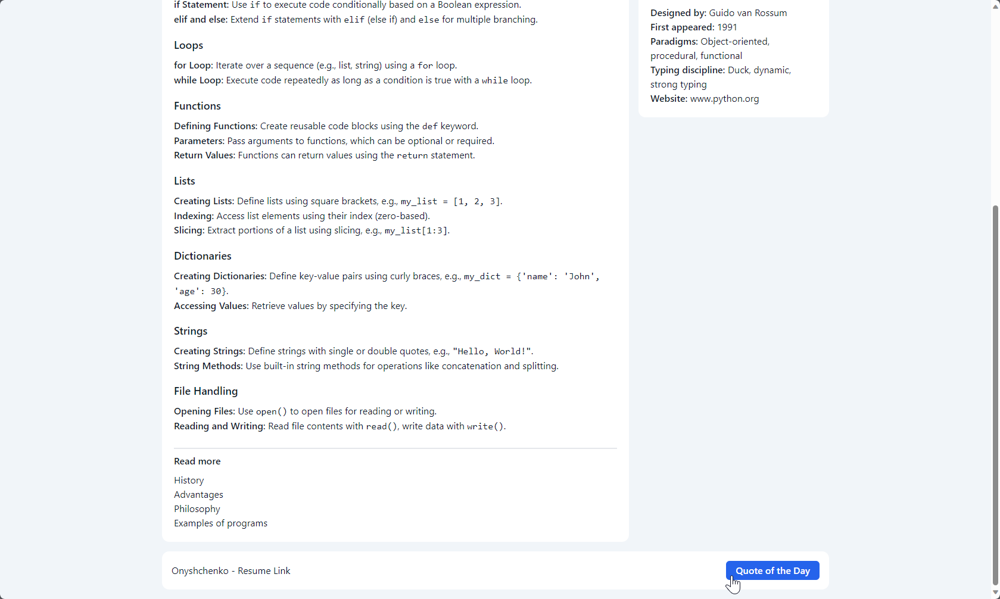 if Statement: Use if to execute code conditionally based on a Boolean expression.
elif and else: Extend if statements with elif (else if) and else for multiple branching.
Loops
for Loop: Iterate over a sequence (e.g., list, string) using a for loop.
while Loop: Execute code repeatedly as long as a condition is true with a while loop.
Functions
Defining Functions: Create reusable code blocks using the def keyword.
Parameters: Pass arguments to functions, which can be optional or required.
Return Values: Functions can return values using the return statement.
Lists
Creating Lists: Define lists using square brackets, e.g., my_list = [1, 2, 3].
Indexing: Access list elements using their index (zero-based).
Slicing: Extract portions of a list using slicing, e.g., my_list[1:3].
Dictionaries
Creating Dictionaries: Define key-value pairs using curly braces, e.g., my_dict = {'name': 'John',
'age': 30}.
Accessing Values: Retrieve values by specifying the key.
Strings
Creating Strings: Define strings with single or double quotes, e.g., "Hello, World!".
String Methods: Use built-in string methods for operations like concatenation and splitting.
File Handling
Opening Files: Use open() to open files for reading or writing.
Reading and Writing: Read file contents with read(), write data with write().
Read more
History
Advantages
Philosophy
Examples of programs
Designed by: Guido van Rossum
First appeared: 1991
Paradigms: Object-oriented,
procedural, functional
Typing discipline: Duck, dynamic,
strong typing
Website: www.python.org
Onyshchenko - Resume Link
Quote of the Day